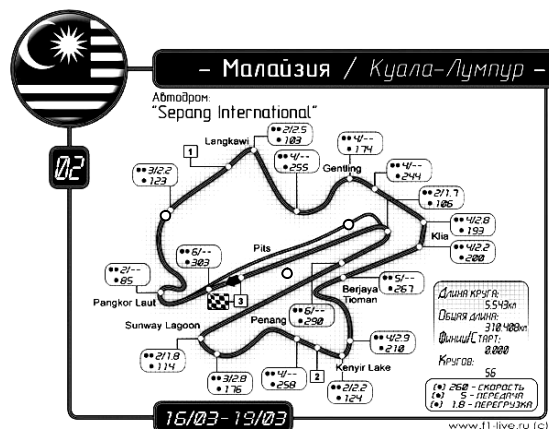 – Малайзия / Куала-Лумпур –
Автодром:
"Sepang International"
02
Langkawi
2/2.5
103
1
4/--
255
4/--
174
Gentling
4/--
244
3/2.2
123
2/1.7
106
4/2.8
193
Klia
4/2.2
200
6/--
303
Pits
2/--
85
5/--
267
Pangkor Laut
3
Berjaya
Tioman
Длина круга:
5.543км
Общая длина:
310.408км
Финиш/Старт:
0.000
Кругов:
56
6/--
290
Sunway Lagoon
Penang
2/1.8
114
4/2.9
210
3/2.8
176
4/--
258
2
Kenyir Lake
2/2.2
124
(•) 260 - СКОРОСТЬ
(•) 5 - ПЕРЕДАЧА
(•) 1.8 - ПЕРЕГРУЗКА
16/03-19/03
www.f1-live.ru (c)